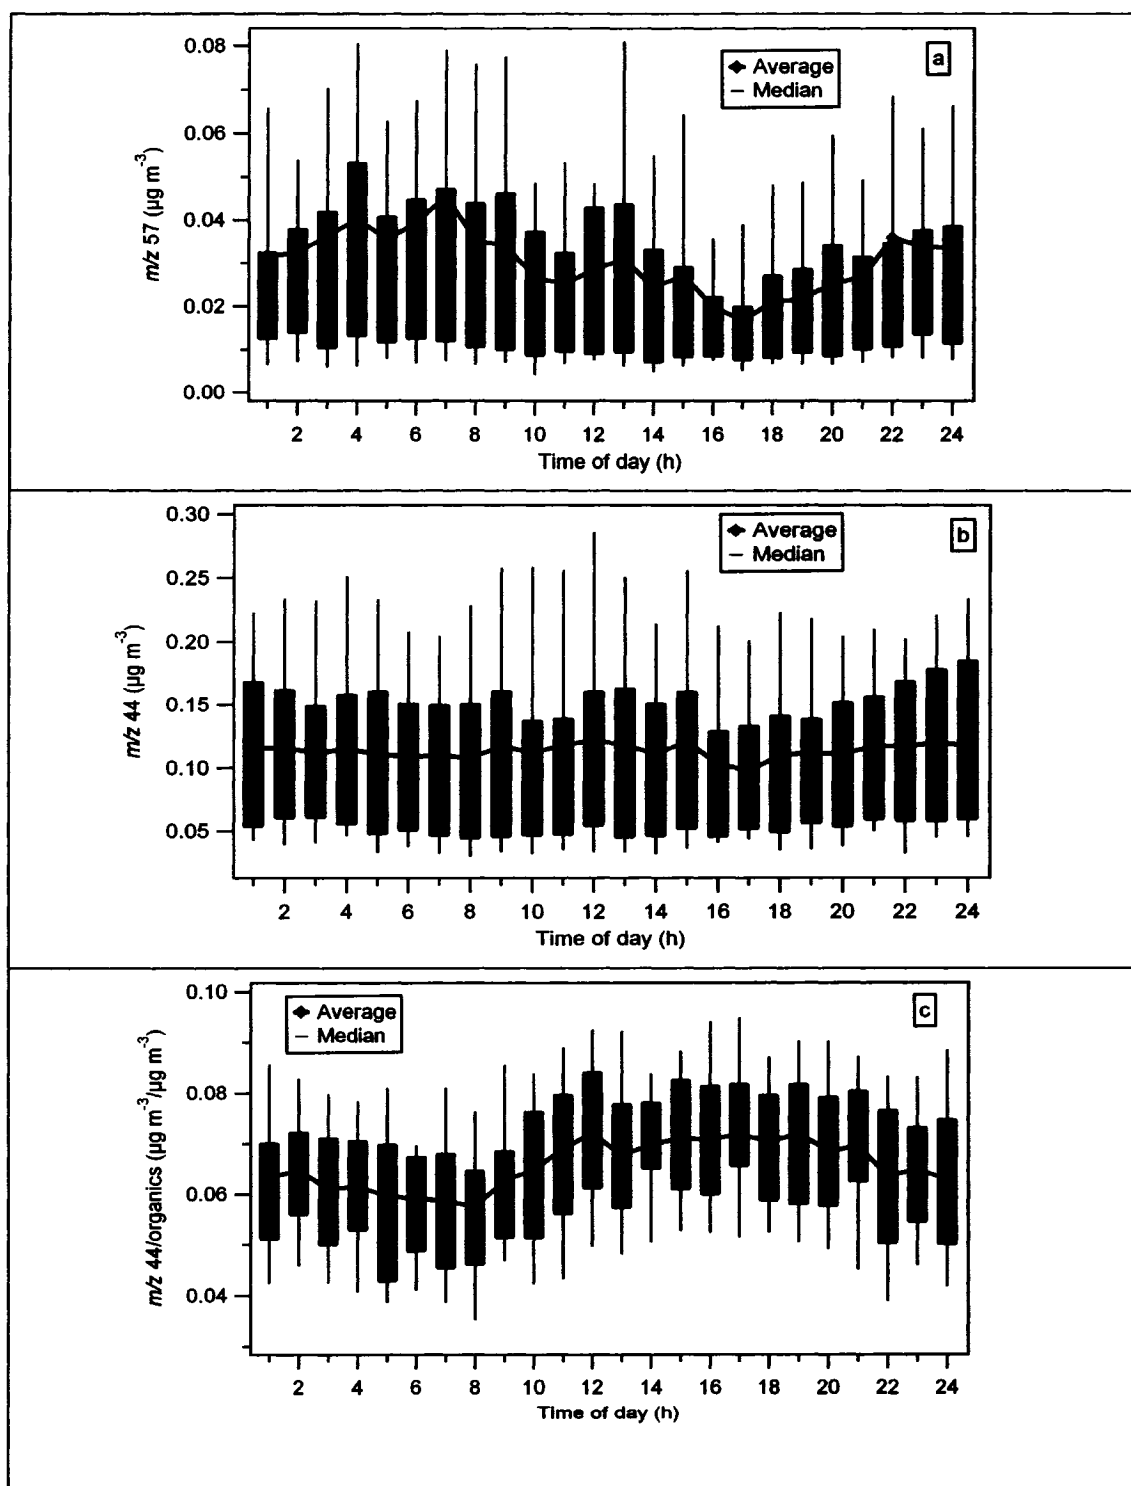 0.08
0.06
0.04
0.02
0.00
m/z 57 (µg m⁻³)
Average
Median
a
2 4 6 8 10 12 14 16 18 20 22 24
Time of day (h)
0.30
0.25
0.20
0.15
0.10
0.05
m/z 44 (µg m⁻³)
Average
Median
b
2 4 6 8 10 12 14 16 18 20 22 24
Time of day (h)
0.10
0.08
0.06
0.04
m/z 44/organics (µg m⁻³/µg m⁻³)
Average
Median
c
2 4 6 8 10 12 14 16 18 20 22 24
Time of day (h)